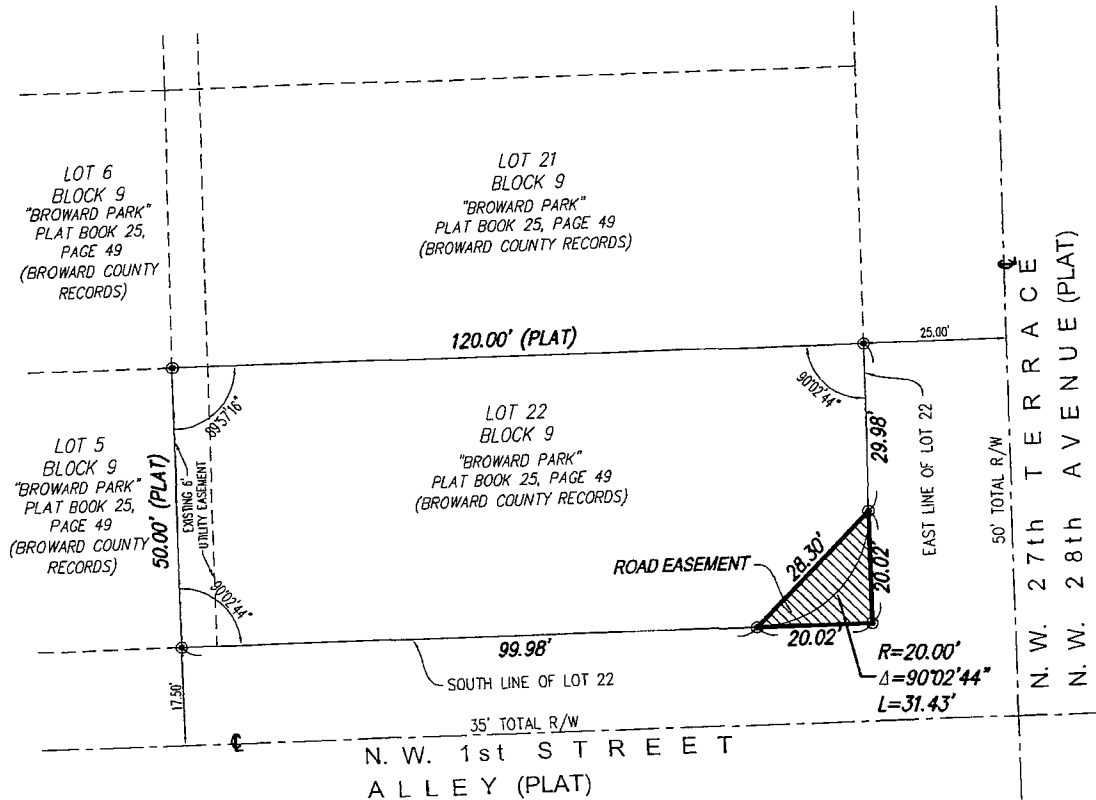 LOT 6
BLOCK 9
"BROWARD PARK"
PLAT BOOK 25,
PAGE 49
(BROWARD COUNTY
RECORDS)
LOT 21
BLOCK 9
"BROWARD PARK"
PLAT BOOK 25, PAGE 49
(BROWARD COUNTY RECORDS)
120.00' (PLAT)
25.00'
89°57'16"
90°02'44"
LOT 5
BLOCK 9
"BROWARD PARK"
PLAT BOOK 25,
PAGE 49
(BROWARD COUNTY
RECORDS)
50.00' (PLAT)
EXISTING 6'
UTILITY EASEMENT
90°02'44"
LOT 22
BLOCK 9
"BROWARD PARK"
PLAT BOOK 25, PAGE 49
(BROWARD COUNTY RECORDS)
29.98'
EAST LINE OF LOT 22
50' TOTAL R/W
N.W. 27th TERRACE
N.W. 28th AVENUE (PLAT)
ROAD EASEMENT
28.30'
20.02'
20.02'
R=20.00'
Δ=90°02'44"
L=31.43'
99.98'
SOUTH LINE OF LOT 22
17.50'
35' TOTAL R/W
N.W. 1st STREET
ALLEY (PLAT)